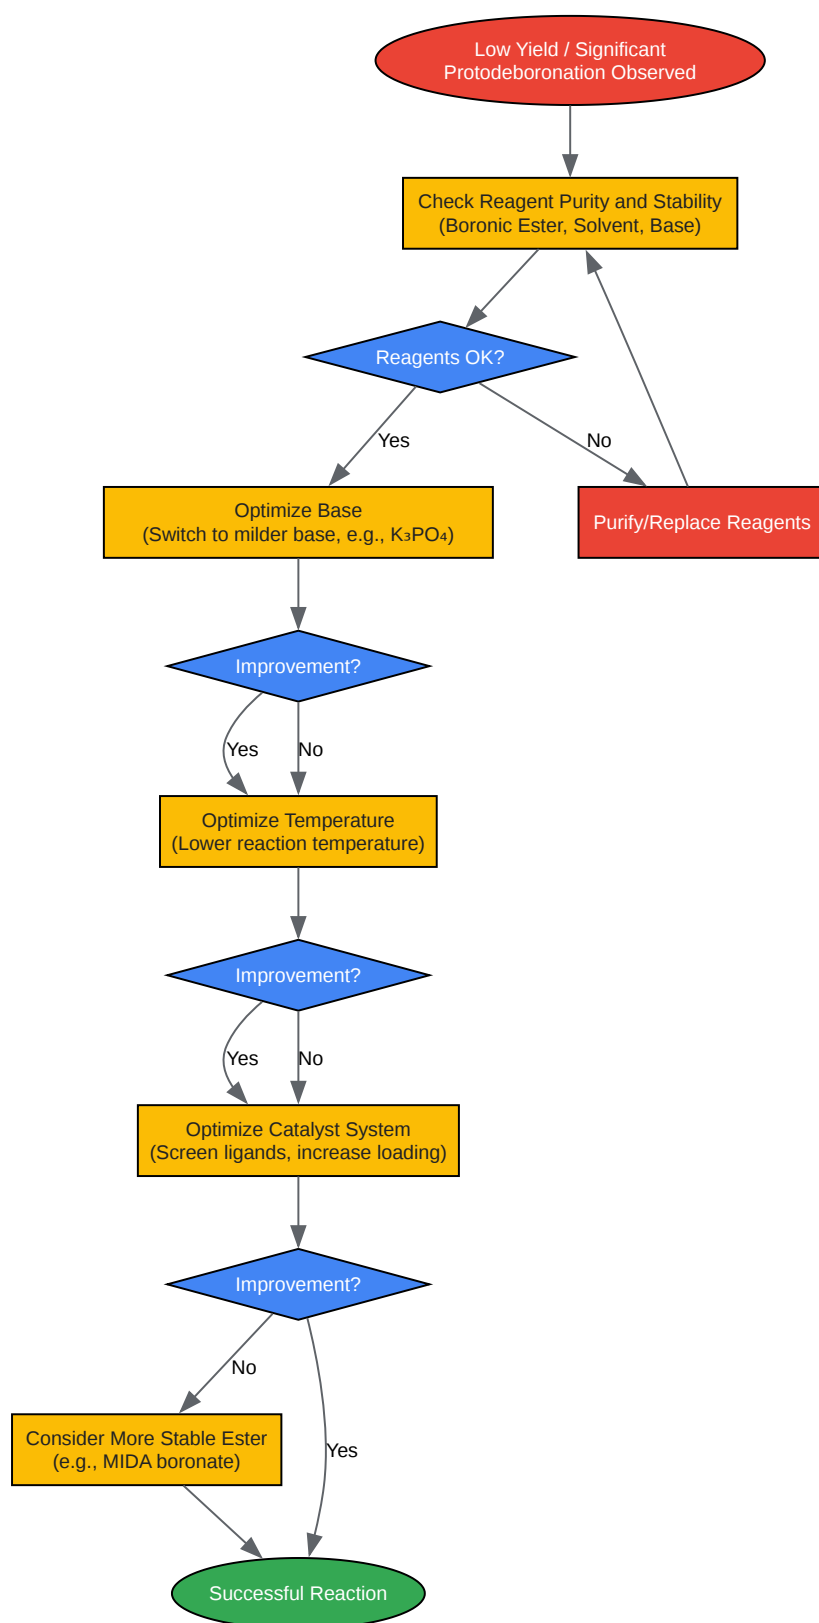 Low Yield / Significant
Protodeboronation Observed
Check Reagent Purity and Stability
(Boronic Ester, Solvent, Base)
Reagents OK?
Yes
No
Optimize Base
(Switch to milder base, e.g., K₃PO₄)
Purify/Replace Reagents
Improvement?
Yes
No
Optimize Temperature
(Lower reaction temperature)
Improvement?
Yes
No
Optimize Catalyst System
(Screen ligands, increase loading)
Improvement?
No
Consider More Stable Ester
(e.g., MIDA boronate)
Yes
Successful Reaction